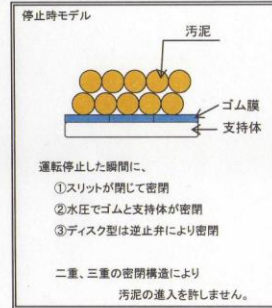 停止時モデル
汚泥
ゴム膜
支持体
運転停止した瞬間に、
①スリットが閉じて密閉
②水圧でゴムと支持体が密閉
③ディスク型は逆止弁により密閉
二重、三重の密閉構造により
汚泥の進入を許しません。